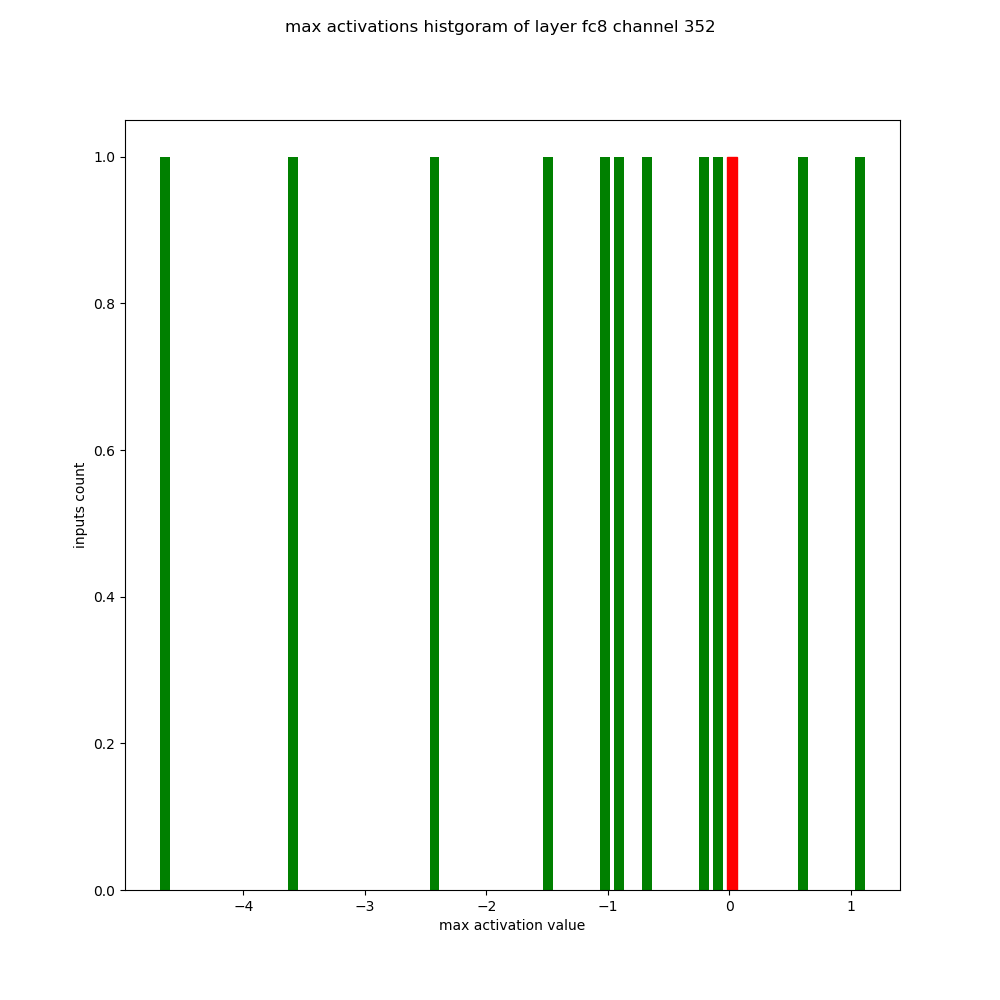 max activations histgoram of layer fc8 channel 352
1.0
0.8
0.6
0.4
0.2
0.0
inputs count
−4 −3 −2 −1 0 1
max activation value